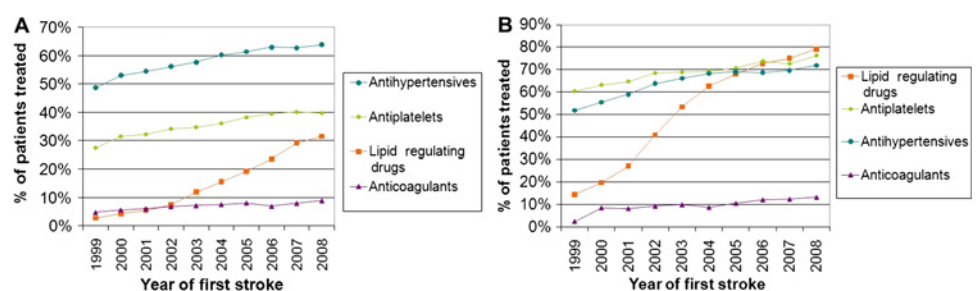 A
70%
60%
50%
40%
30%
20%
10%
0%
% of patients treated
1999
2000
2001
2002
2003
2004
2005
2006
2007
2008
Year of first stroke
Antihypertensives
Antiplatelets
Lipid regulating
drugs
Anticoagulants
B
90%
80%
70%
60%
50%
40%
30%
20%
10%
0%
% of patients treated
1999
2000
2001
2002
2003
2004
2005
2006
2007
2008
Year of first stroke
Lipid regulating
drugs
Antiplatelets
Antihypertensives
Anticoagulants